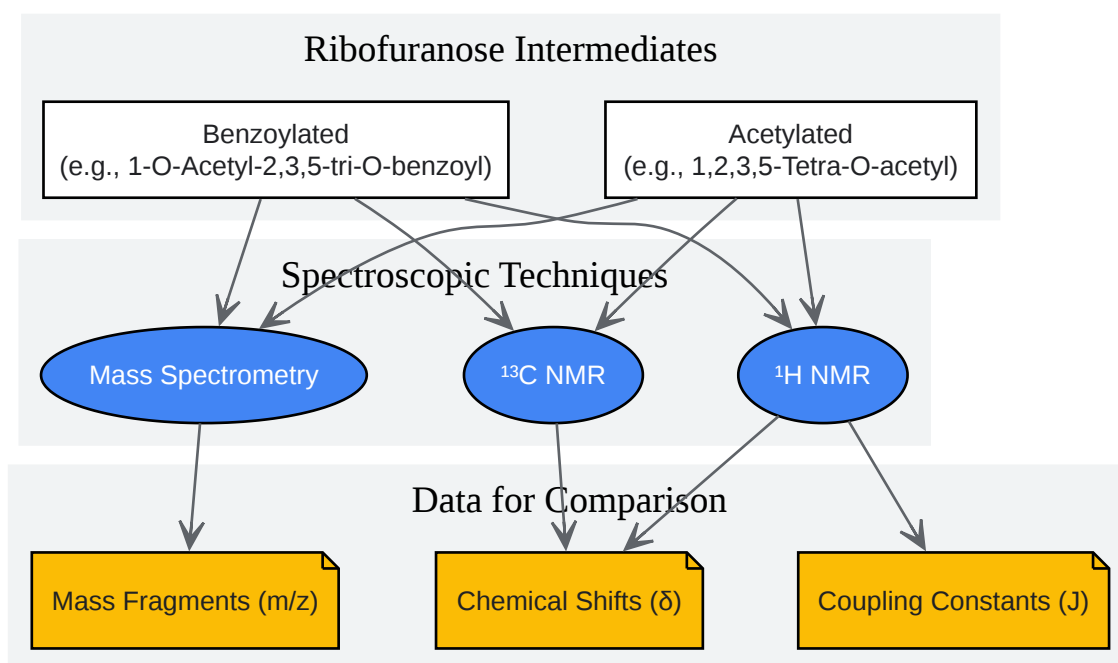 Ribofuranose Intermediates
Benzoylated
(e.g., 1-O-Acetyl-2,3,5-tri-O-benzoyl)
Acetylated
(e.g., 1,2,3,5-Tetra-O-acetyl)
Spectroscopic Techniques
Mass Spectrometry
¹³C NMR
¹H NMR
Data for Comparison
Mass Fragments (m/z)
Chemical Shifts (δ)
Coupling Constants (J)